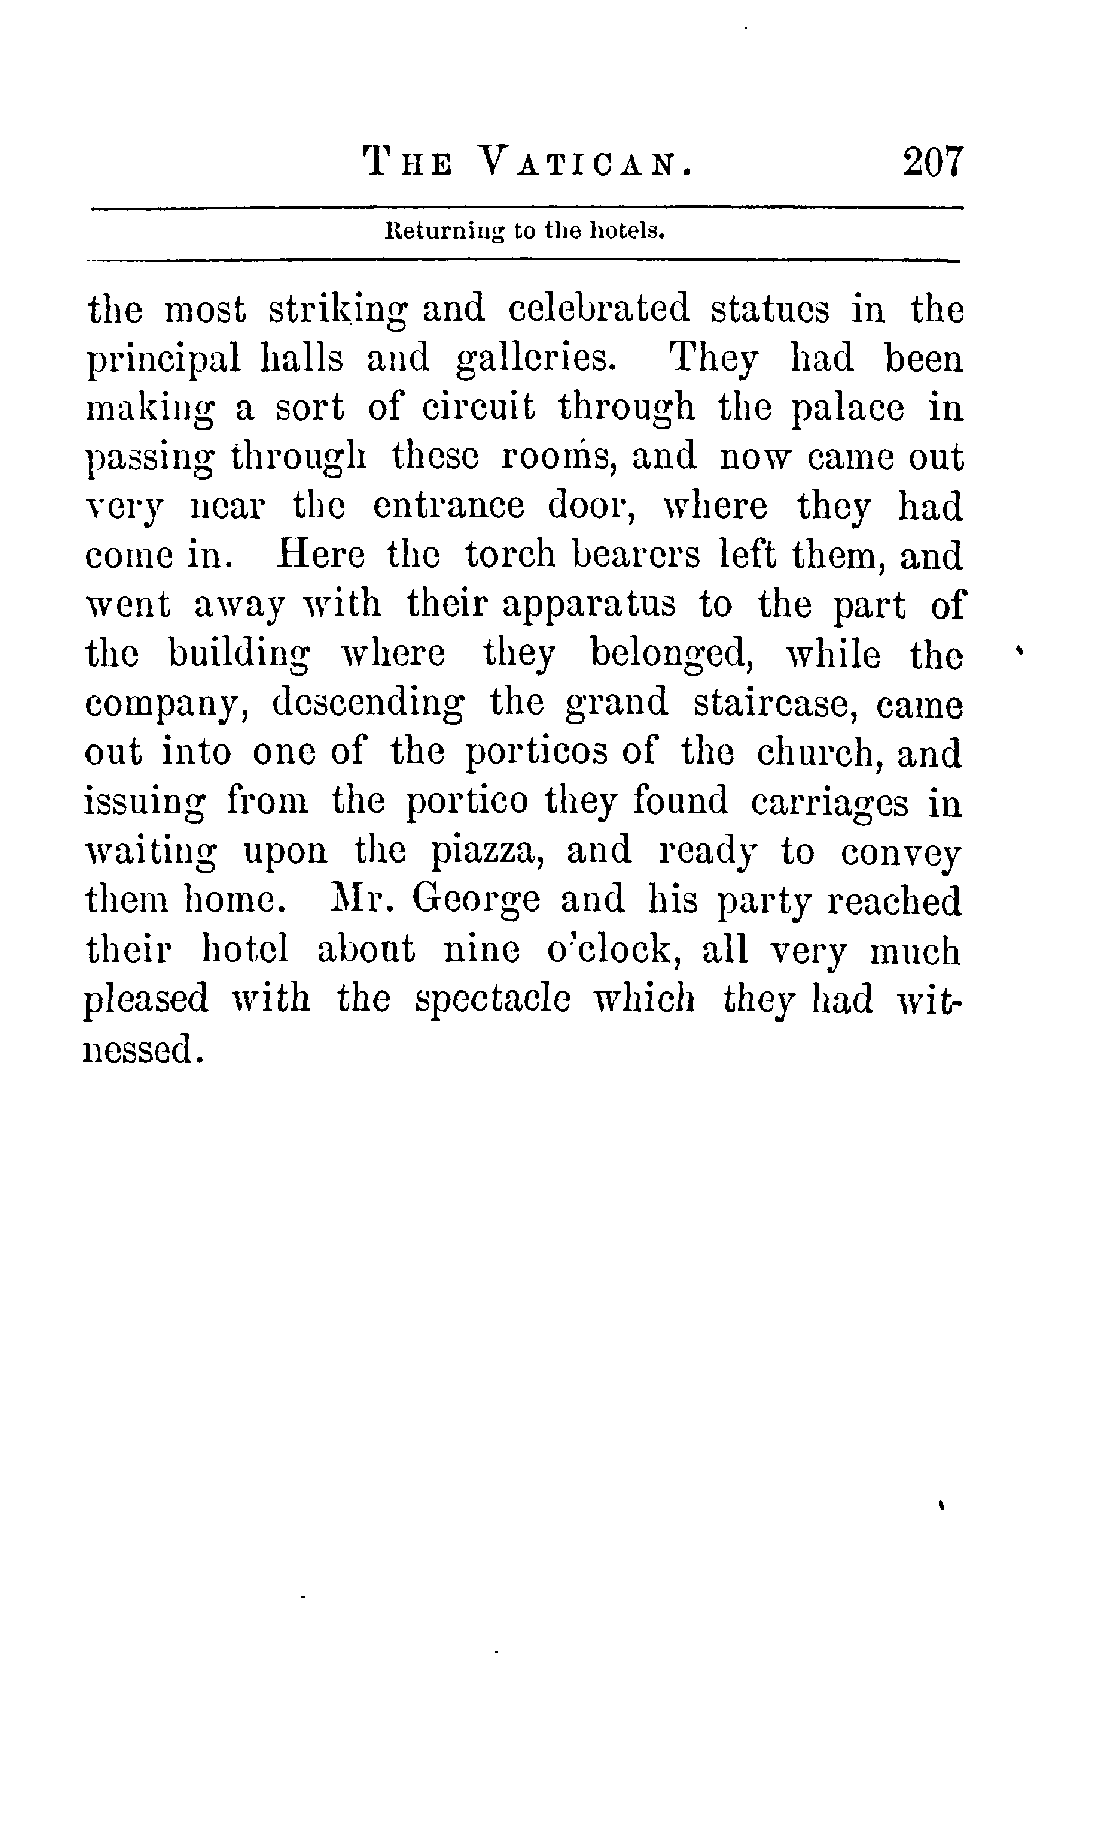 THE VATICAN. 207
Returning to the hotels.
the most striking and celebrated statues in the
principal halls and galleries. They had been
making a sort of circuit through the palace in
passing through these rooms, and now came out
very near the entrance door, where they had
come in. Here the torch bearers left them, and
went away with their apparatus to the part of
the building where they belonged, while the
company, descending the grand staircase, came
out into one of the porticos of the church, and
issuing from the portico they found carriages in
waiting upon the piazza, and ready to convey
them home. Mr. George and his party reached
their hotel about nine o'clock, all very much
pleased with the spectacle which they had wit-
nessed.